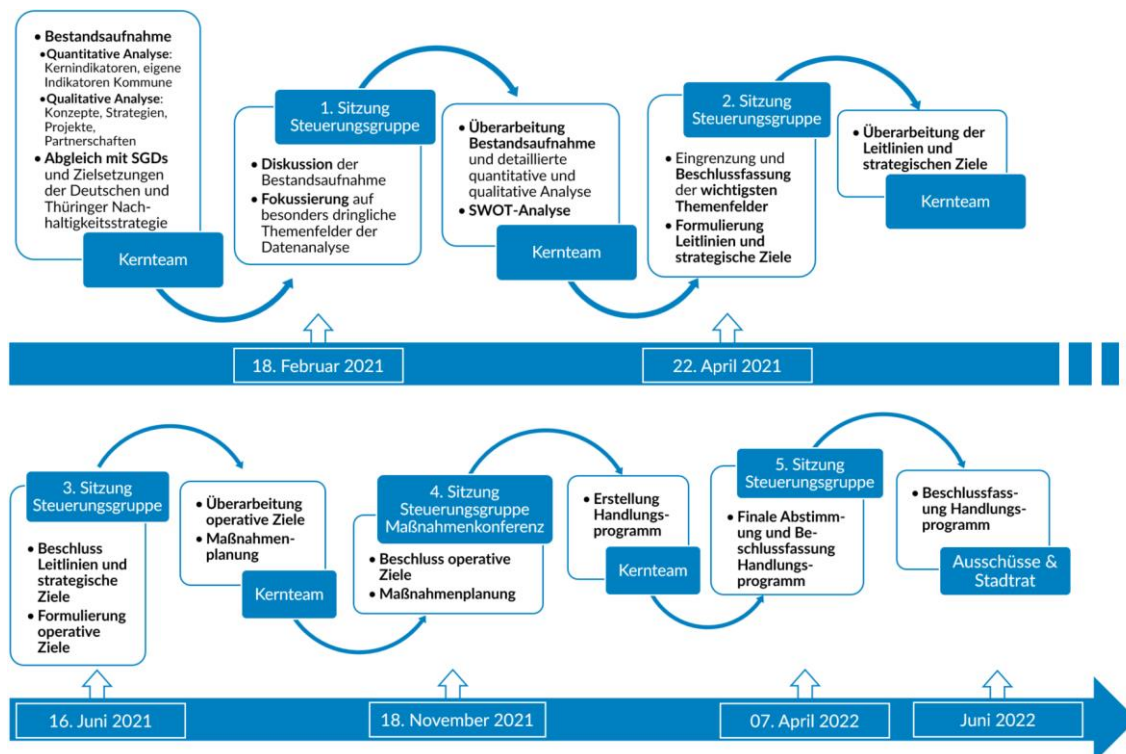 • Bestandsaufnahme
• Quantitative Analyse:
Kernindikatoren, eigene
Indikatoren Kommune
• Qualitative Analyse:
Konzepte, Strategien,
Projekte,
Partnerschaften
• Abgleich mit SGDs
und Zielsetzungen
der Deutschen und
Thüringer Nach-
haltigkeitsstrategie
Kernteam
1. Sitzung
Steuerungsgruppe
• Diskussion der
Bestandsaufnahme
• Fokussierung auf
besonders dringliche
Themenfelder der
Datenanalyse
• Überarbeitung
Bestandsaufnahme
und detaillierte
quantitative und
qualitative Analyse
• SWOT-Analyse
Kernteam
2. Sitzung
Steuerungsgruppe
• Eingrenzung und
Beschlussfassung
der wichtigsten
Themenfelder
• Formulierung
Leitlinien und
strategische Ziele
• Überarbeitung der
Leitlinien und
strategischen Ziele
Kernteam
18. Februar 2021
22. April 2021
3. Sitzung
Steuerungsgruppe
• Beschluss
Leitlinien und
strategische
Ziele
• Formulierung
operative
Ziele
• Überarbeitung
operative Ziele
• Maßnahmen-
planung
Kernteam
4. Sitzung
Steuerungsgruppe
Maßnahmenkonferenz
• Beschluss operative
Ziele
• Maßnahmenplanung
• Erstellung
Handlungs-
programm
Kernteam
5. Sitzung
Steuerungsgruppe
• Finale Abstimm-
ung und Be-
schlussfassung
Handlungs-
programm
• Beschlussfass-
ung Handlungs-
programm
Ausschüsse &
Stadtrat
16. Juni 2021
18. November 2021
07. April 2022
Juni 2022